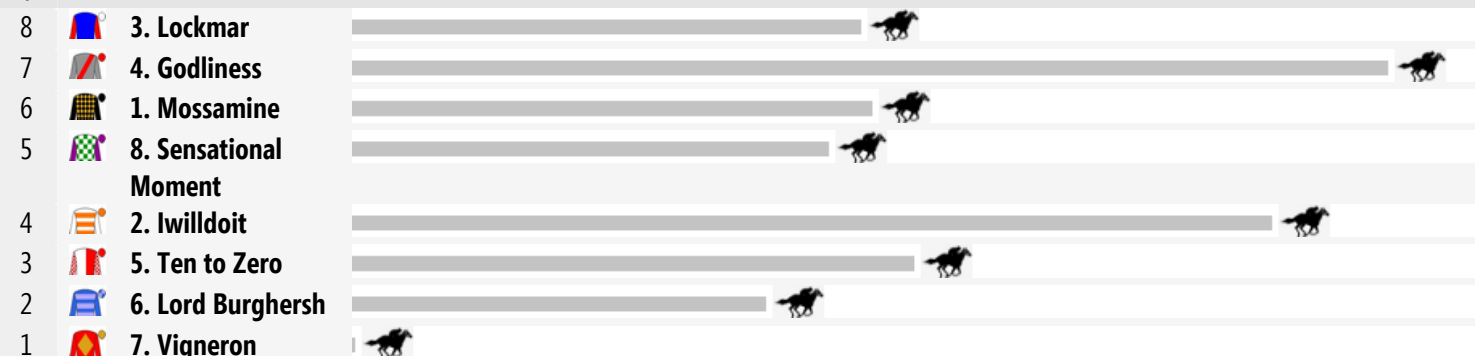 8 3. Lockmar
7 4. Godliness
6 1. Mossamine
5 8. Sensational
Moment
4 2. Iwilldoit
3 5. Ten to Zero
2 6. Lord Burghersh
1 7. Vigneron